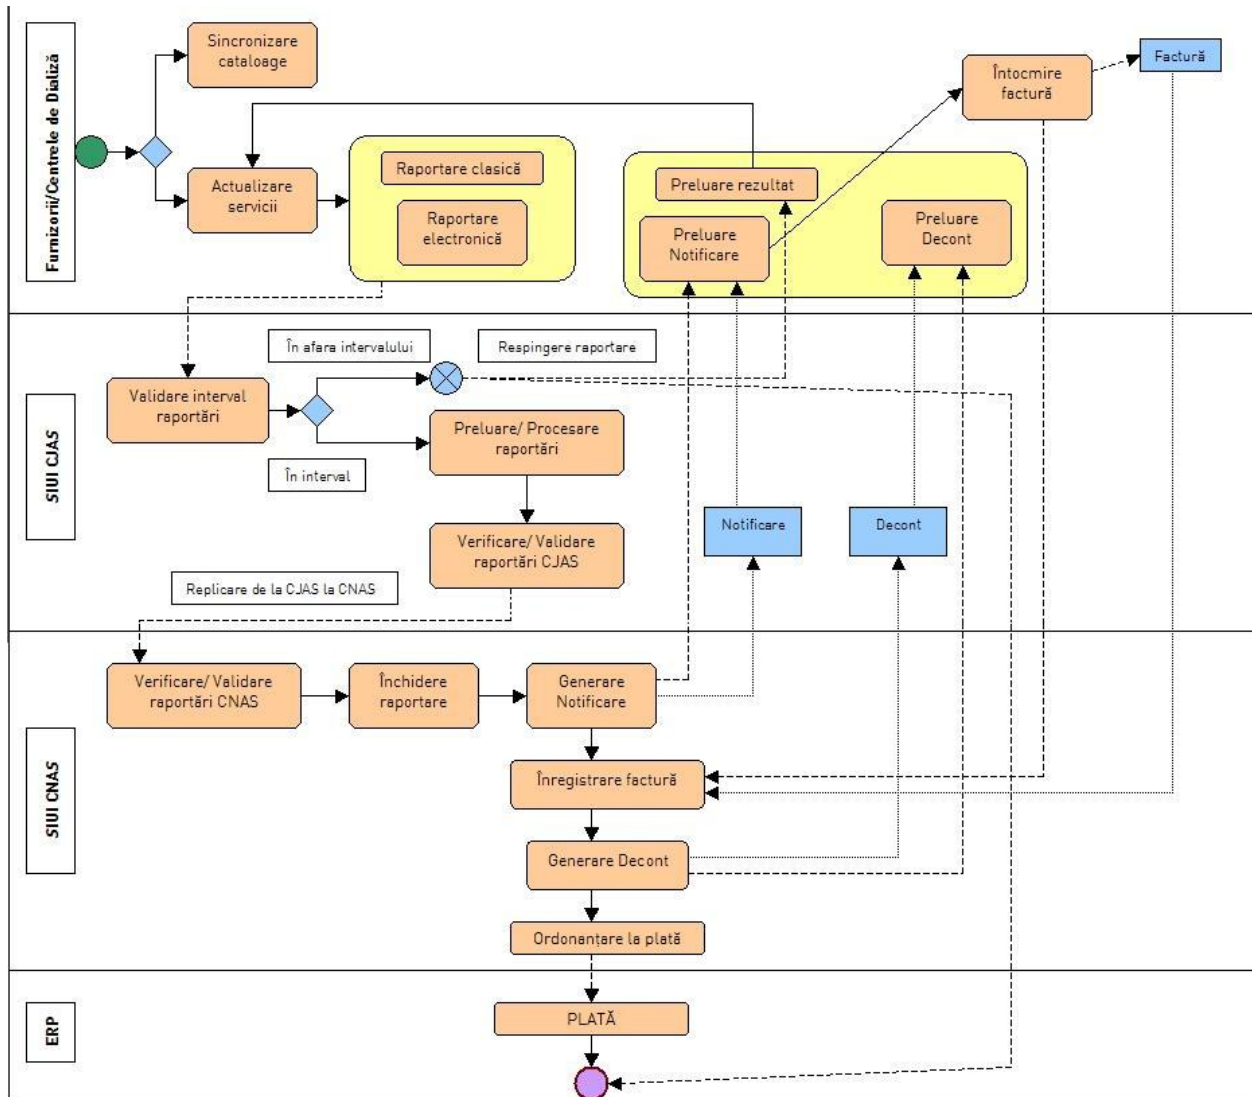 Furnizorii/Centrele de Dializă
Sincronizare
cataloage
Actualizare
servicii
Raportare clasică
Raportare
electronică
Preluare rezultat
Preluare
Notificare
Preluare
Decont
Întocmire
factură
Factură
SIUI CJAS
Validare interval
raportări
În afara intervalului
Respingere raportare
În interval
Preluare/ Procesare
raportări
Verificare/ Validare
raportări CJAS
Notificare
Decont
Replicare de la CJAS la CNAS
SIUI CNAS
Verificare/ Validare
raportări CNAS
Închidere
raportare
Generare
Notificare
Înregistrare factură
Generare Decont
Ordonanțare la plată
ERP
PLATĂ